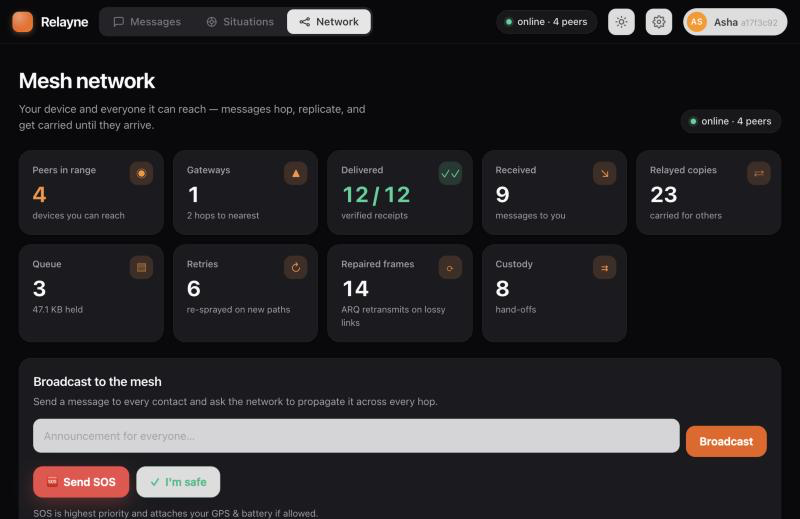 Relayne
Messages
Situations
Network
online · 4 peers
AS
Asha a17f3c92
Mesh network
Your device and everyone it can reach — messages hop, replicate, and
get carried until they arrive.
online · 4 peers
Peers in range
4
devices you can reach
Gateways
1
2 hops to nearest
Delivered
12/12
verified receipts
Received
9
messages to you
Relayed copies
23
carried for others
Queue
3
47.1 KB held
Retries
6
re-sprayed on new paths
Repaired frames
14
ARQ retransmits on lossy
links
Custody
8
hand-offs
Broadcast to the mesh
Send a message to every contact and ask the network to propagate it across every hop.
Announcement for everyone…
Broadcast
SOS Send SOS
✓ I'm safe
SOS is highest priority and attaches your GPS & battery if allowed.